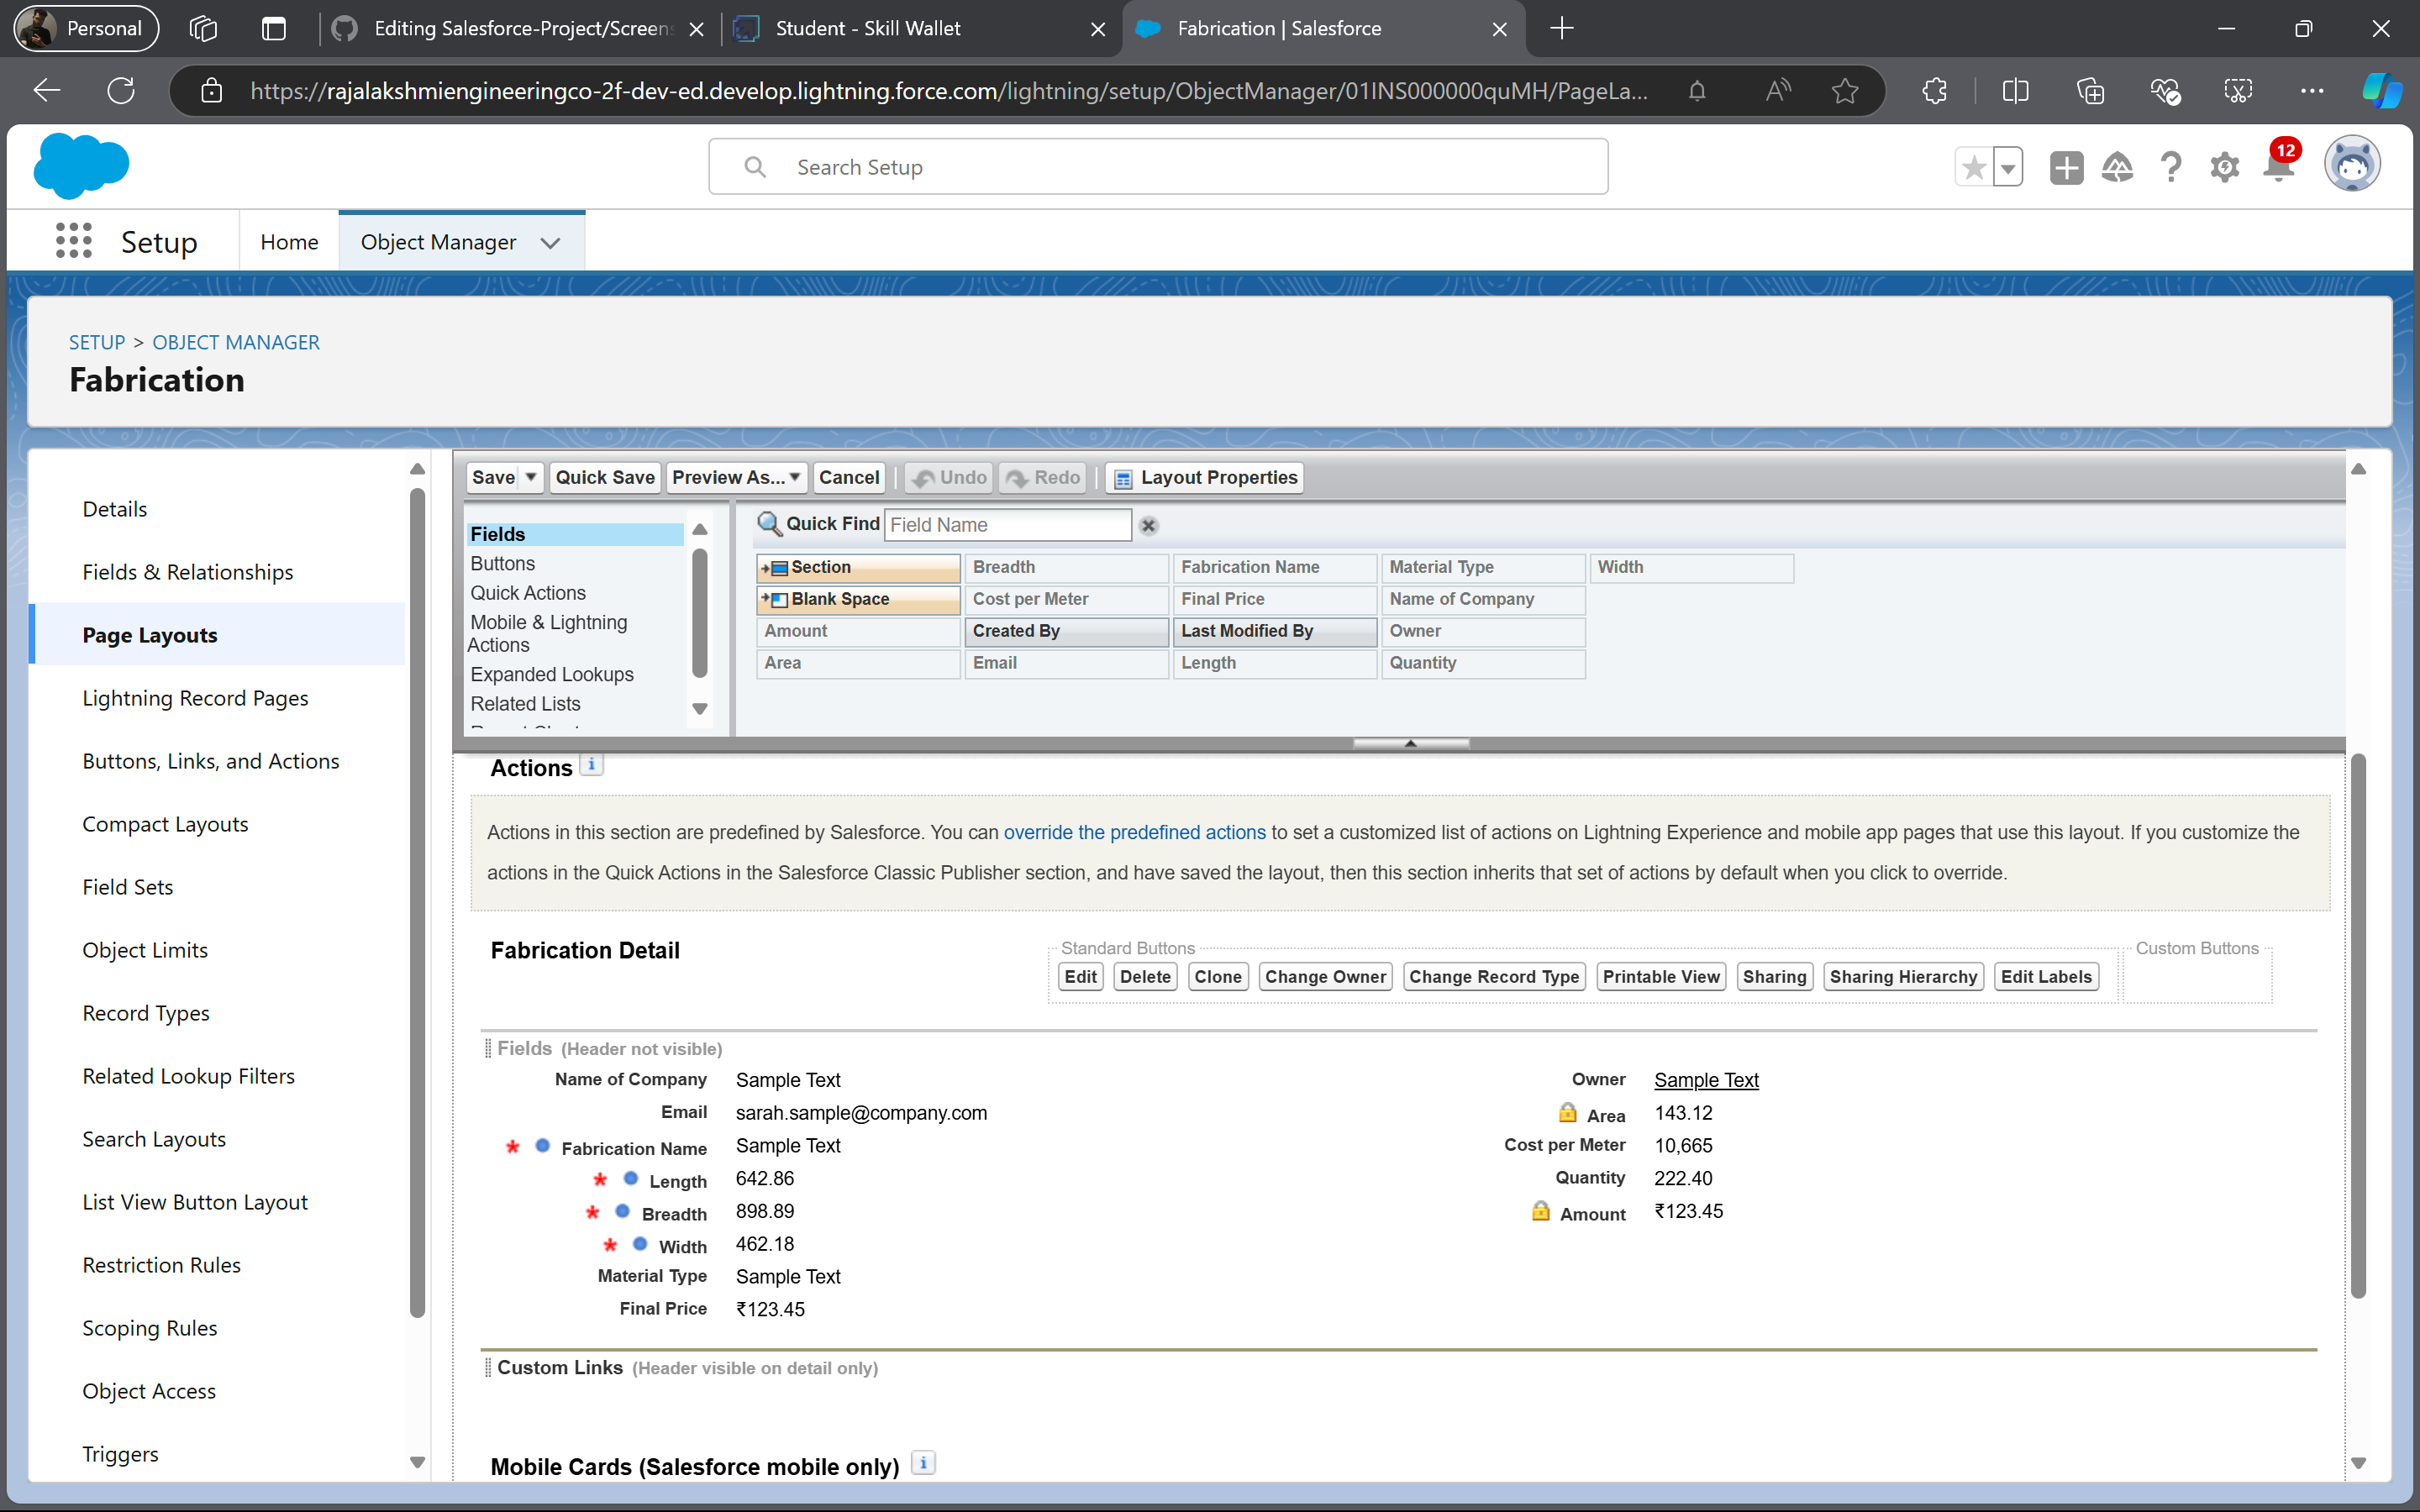 Personal
Editing Salesforce-Project/Screens
Student - Skill Wallet
Fabrication | Salesforce
https://rajalakshmiengineeringco-2f-dev-ed.develop.lightning.force.com/lightning/setup/ObjectManager/01INS000000quMH/PageLa...
Search Setup
12
Setup
Home
Object Manager
SETUP > OBJECT MANAGER
Fabrication
Details
Fields & Relationships
Page Layouts
Lightning Record Pages
Buttons, Links, and Actions
Compact Layouts
Field Sets
Object Limits
Record Types
Related Lookup Filters
Search Layouts
List View Button Layout
Restriction Rules
Scoping Rules
Object Access
Triggers
Save Quick Save Preview As... Cancel Undo Redo Layout Properties
Fields
Buttons
Quick Actions
Mobile & Lightning
Actions
Expanded Lookups
Related Lists
Quick Find Field Name
Section Breadth Fabrication Name Material Type Width
Blank Space Cost per Meter Final Price Name of Company
Amount Created By Last Modified By Owner
Area Email Length Quantity
Actions
Actions in this section are predefined by Salesforce. You can override the predefined actions to set a customized list of actions on Lightning Experience and mobile app pages that use this layout. If you customize the
actions in the Quick Actions in the Salesforce Classic Publisher section, and have saved the layout, then this section inherits that set of actions by default when you click to override.
Fabrication Detail
Standard Buttons
Edit Delete Clone Change Owner Change Record Type Printable View Sharing Sharing Hierarchy Edit Labels
Custom Buttons
Fields (Header not visible)
Name of Company Sample Text
Email sarah.sample@company.com
* Fabrication Name Sample Text
* Length 642.86
* Breadth 898.89
* Width 462.18
Material Type Sample Text
Final Price ₹123.45
Owner Sample Text
Area 143.12
Cost per Meter 10,665
Quantity 222.40
Amount ₹123.45
Custom Links (Header visible on detail only)
Mobile Cards (Salesforce mobile only)